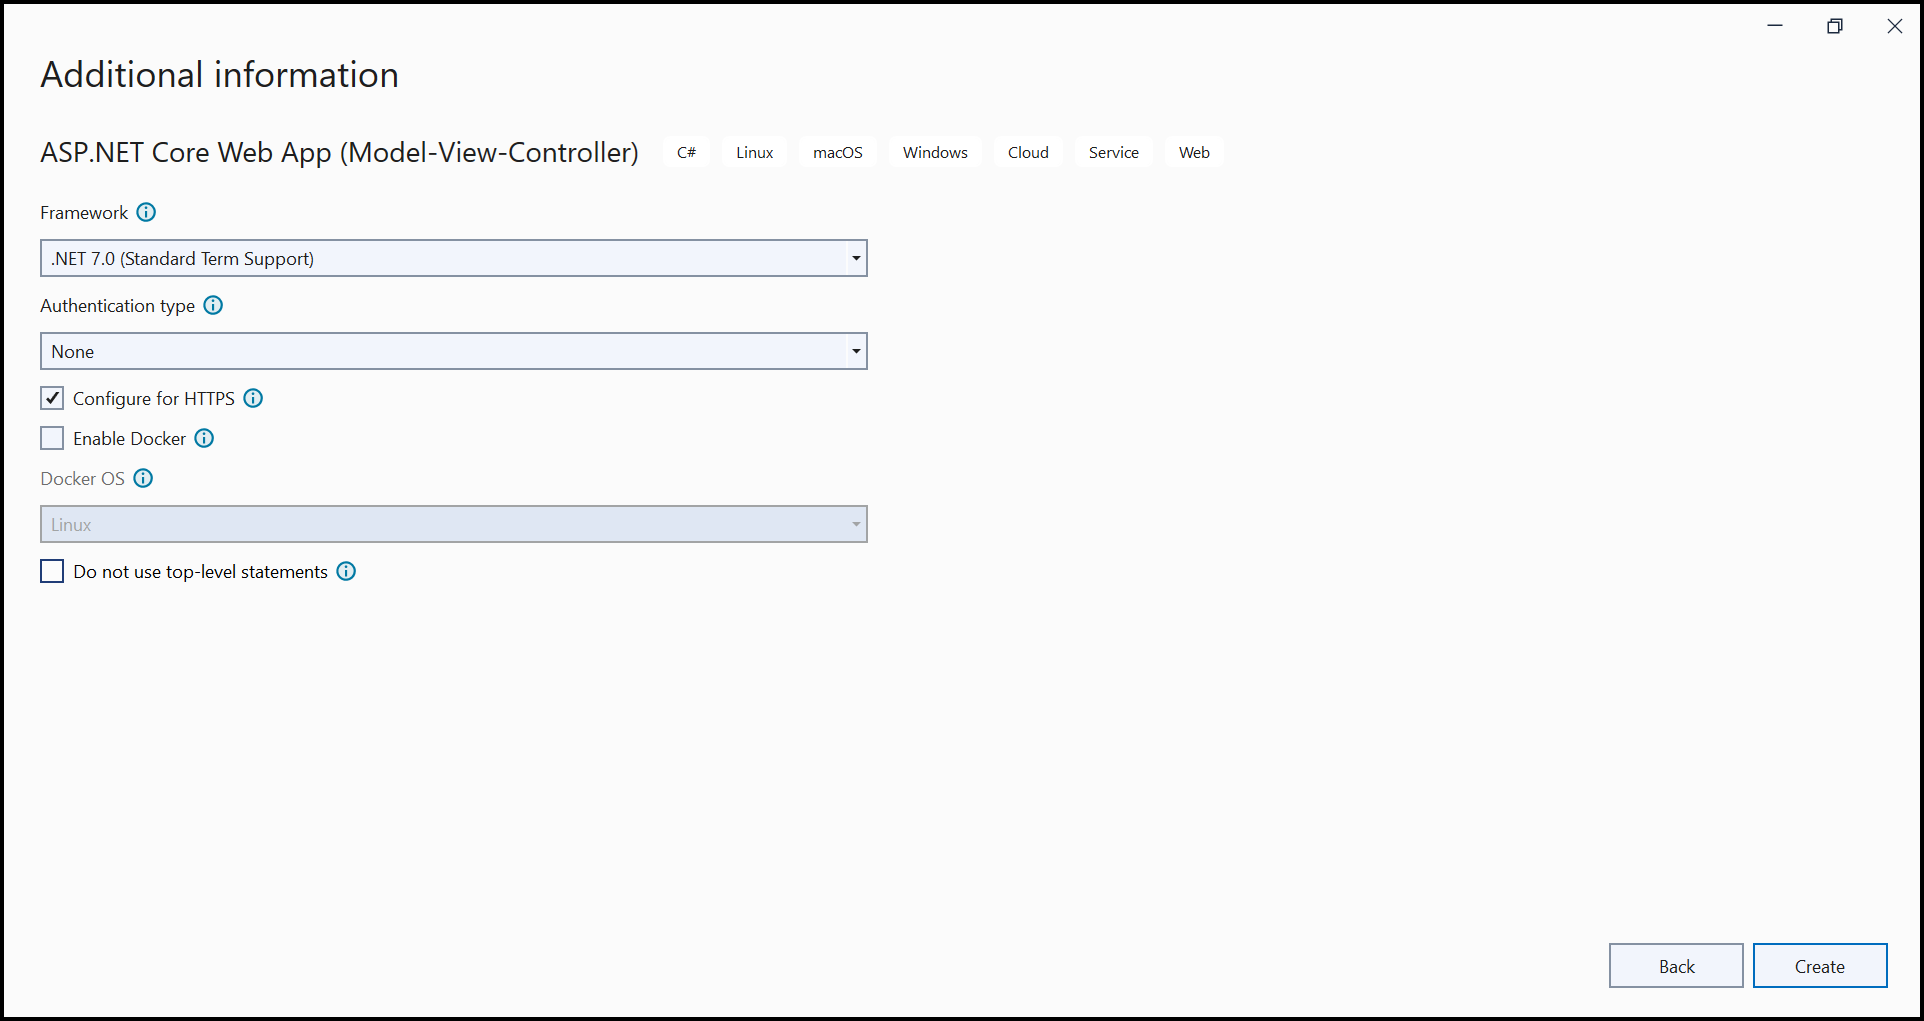 Additional information
ASP.NET Core Web App (Model-View-Controller) C# Linux macOS Windows Cloud Service Web
Framework
.NET 7.0 (Standard Term Support)
Authentication type
None
Configure for HTTPS
Enable Docker
Docker OS
Linux
Do not use top-level statements
Back Create